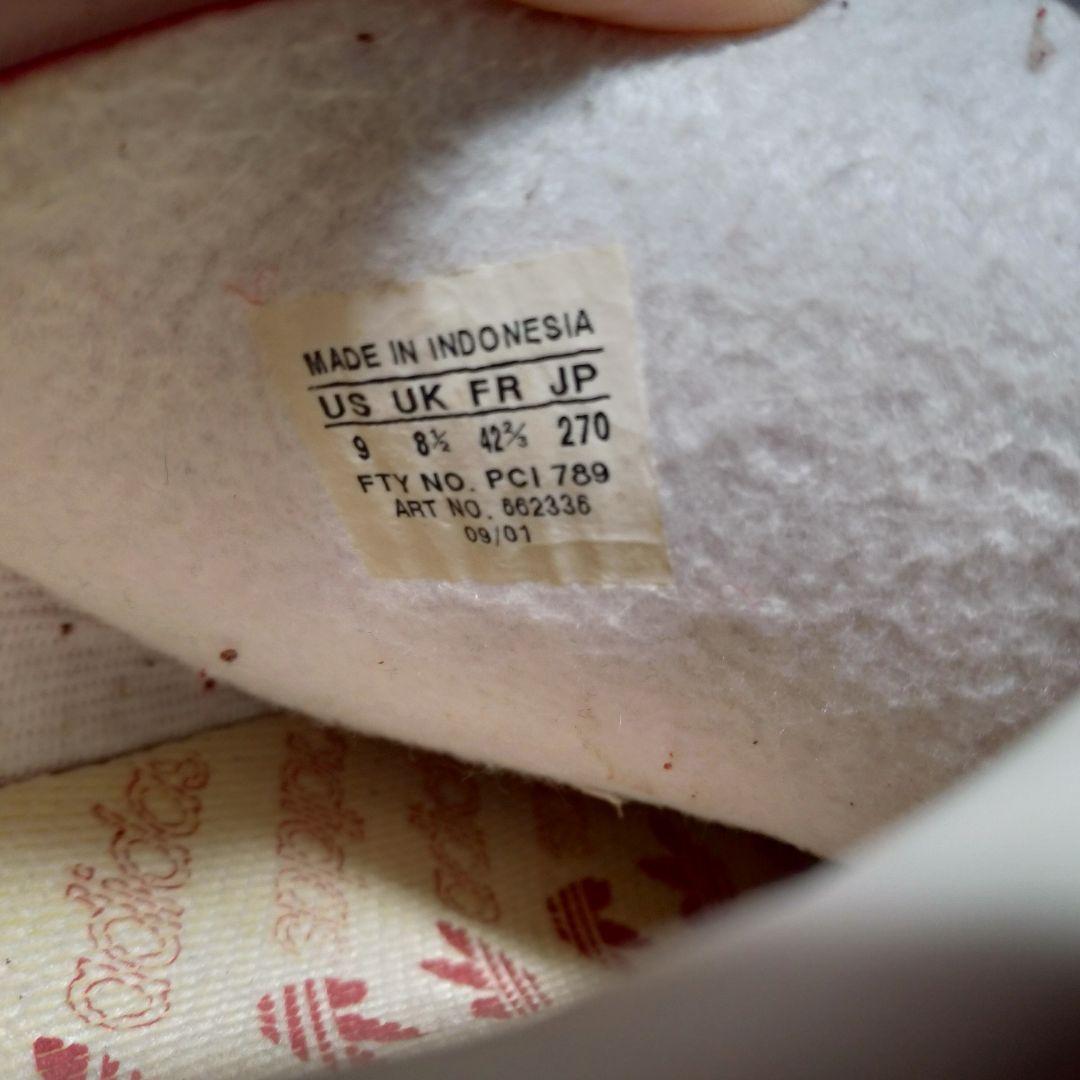 MADE IN INDONESIA
US UK FR JP
9 8½ 42⅔ 270
FTY NO. PCI 789
ART NO. 662336
09/01